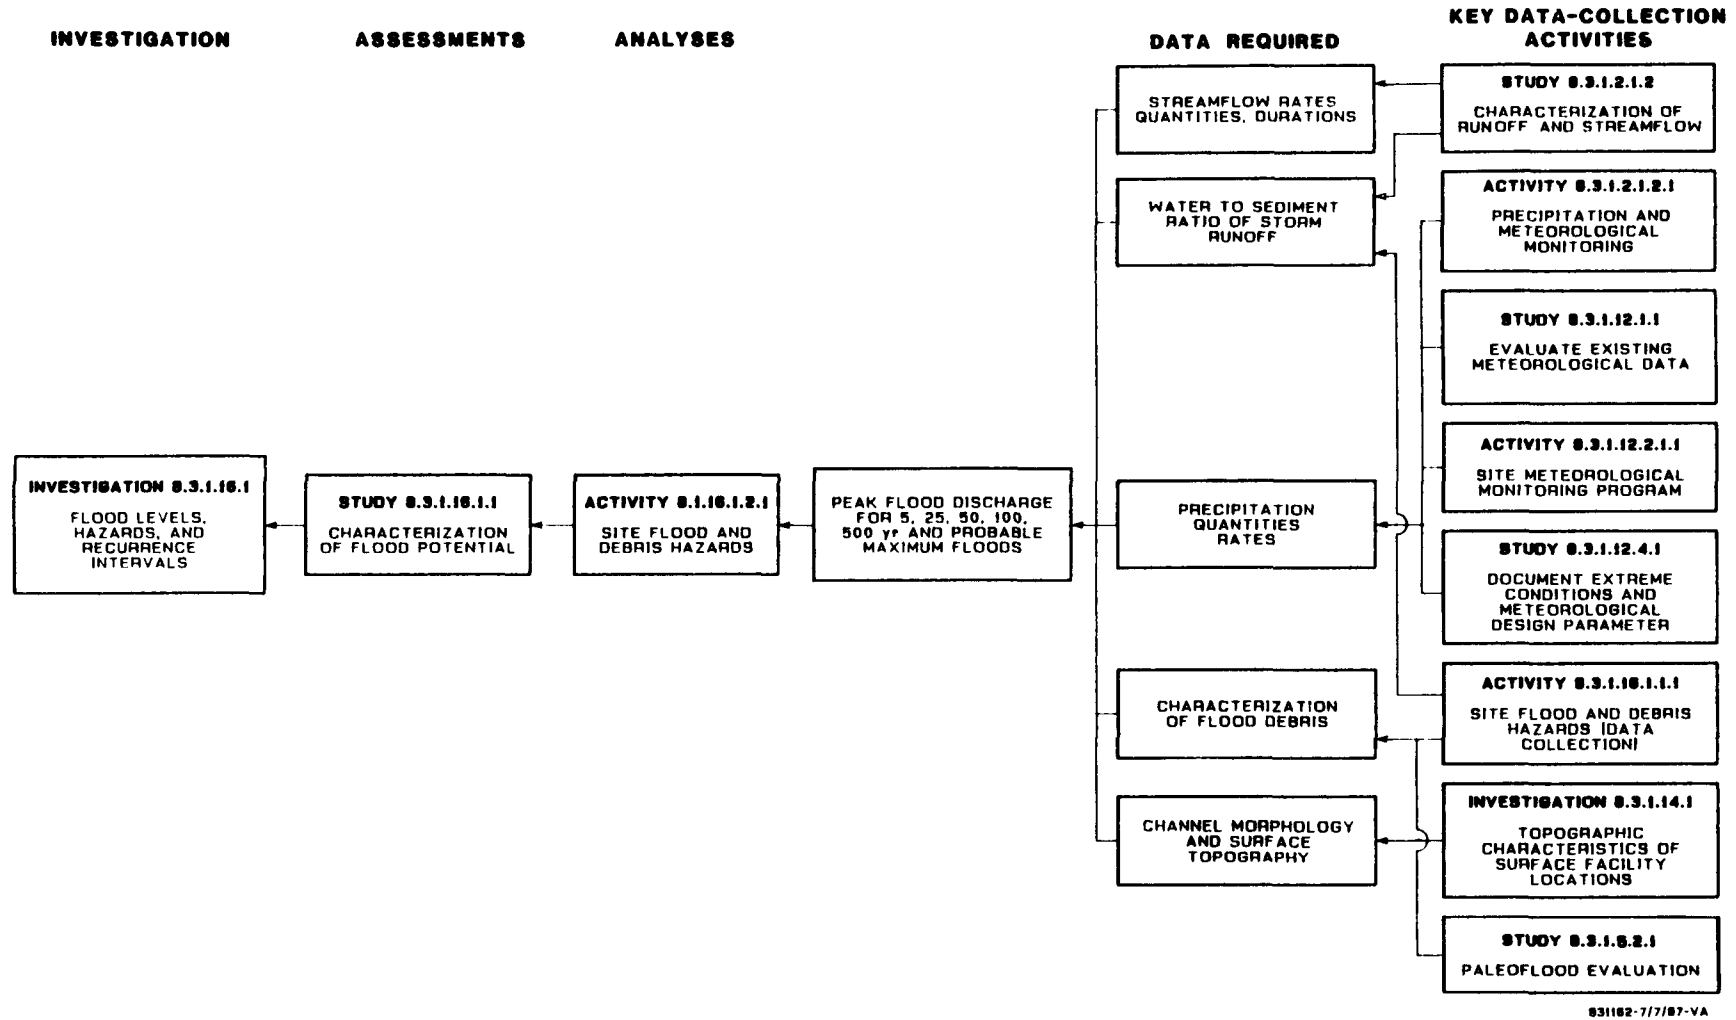 KEY DATA-COLLECTION
INVESTIGATION
ASSESSMENTS
ANALYSES
DATA REQUIRED
ACTIVITIES
STREAMFLOW RATES
QUANTITIES, DURATIONS
WATER TO SEDIMENT
RATIO OF STORM
RUNOFF
PRECIPITATION
QUANTITIES
RATES
CHARACTERIZATION
OF FLOOD DEBRIS
CHANNEL MORPHOLOGY
AND SURFACE
TOPOGRAPHY
STUDY 8.3.1.2.1.2
CHARACTERIZATION OF
RUNOFF AND STREAMFLOW
ACTIVITY 8.3.1.2.1.2.1
PRECIPITATION AND
METEOROLOGICAL
MONITORING
STUDY 8.3.1.12.1.1
EVALUATE EXISTING
METEOROLOGICAL DATA
ACTIVITY 8.3.1.12.2.1.1
SITE METEOROLOGICAL
MONITORING PROGRAM
STUDY 8.3.1.12.4.1
DOCUMENT EXTREME
CONDITIONS AND
METEOROLOGICAL
DESIGN PARAMETER
ACTIVITY 8.3.1.16.1.1.1
SITE FLOOD AND DEBRIS
HAZARDS (DATA
COLLECTION)
INVESTIGATION 8.3.1.14.1
TOPOGRAPHIC
CHARACTERISTICS OF
SURFACE FACILITY
LOCATIONS
STUDY 8.3.1.5.2.1
PALEOFLOOD EVALUATION
INVESTIGATION 8.3.1.16.1
FLOOD LEVELS,
HAZARDS, AND
RECURRENCE
INTERVALS
STUDY 8.3.1.16.1.1
CHARACTERIZATION
OF FLOOD POTENTIAL
ACTIVITY 8.1.16.1.2.1
SITE FLOOD AND
DEBRIS HAZARDS
PEAK FLOOD DISCHARGE
FOR 5, 25, 50, 100,
500 yr AND PROBABLE
MAXIMUM FLOODS
831162-7/7/87-VA